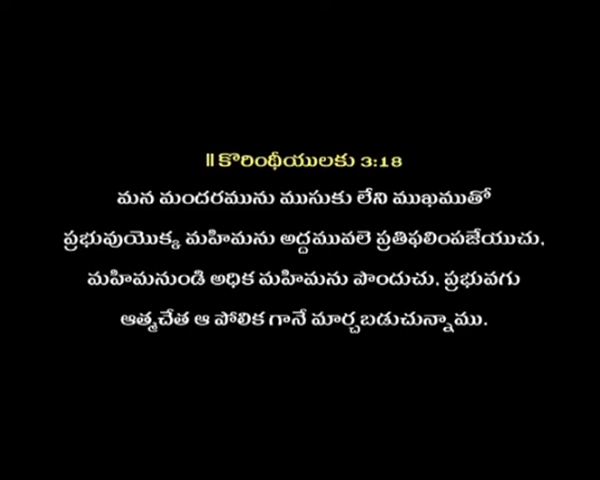 II కొరింథీయులకు 3:18
మన మందరమును ముసుకు లేని ముఖముతో
ప్రభువుయొక్క మహిమను అద్దమువలె ప్రతిఫలింపజేయుచు,
మహిమనుండి అధిక మహిమను పొందుచు, ప్రభువగు
ఆత్మచేత ఆ పోలిక గానే మార్చబడుచున్నాము.